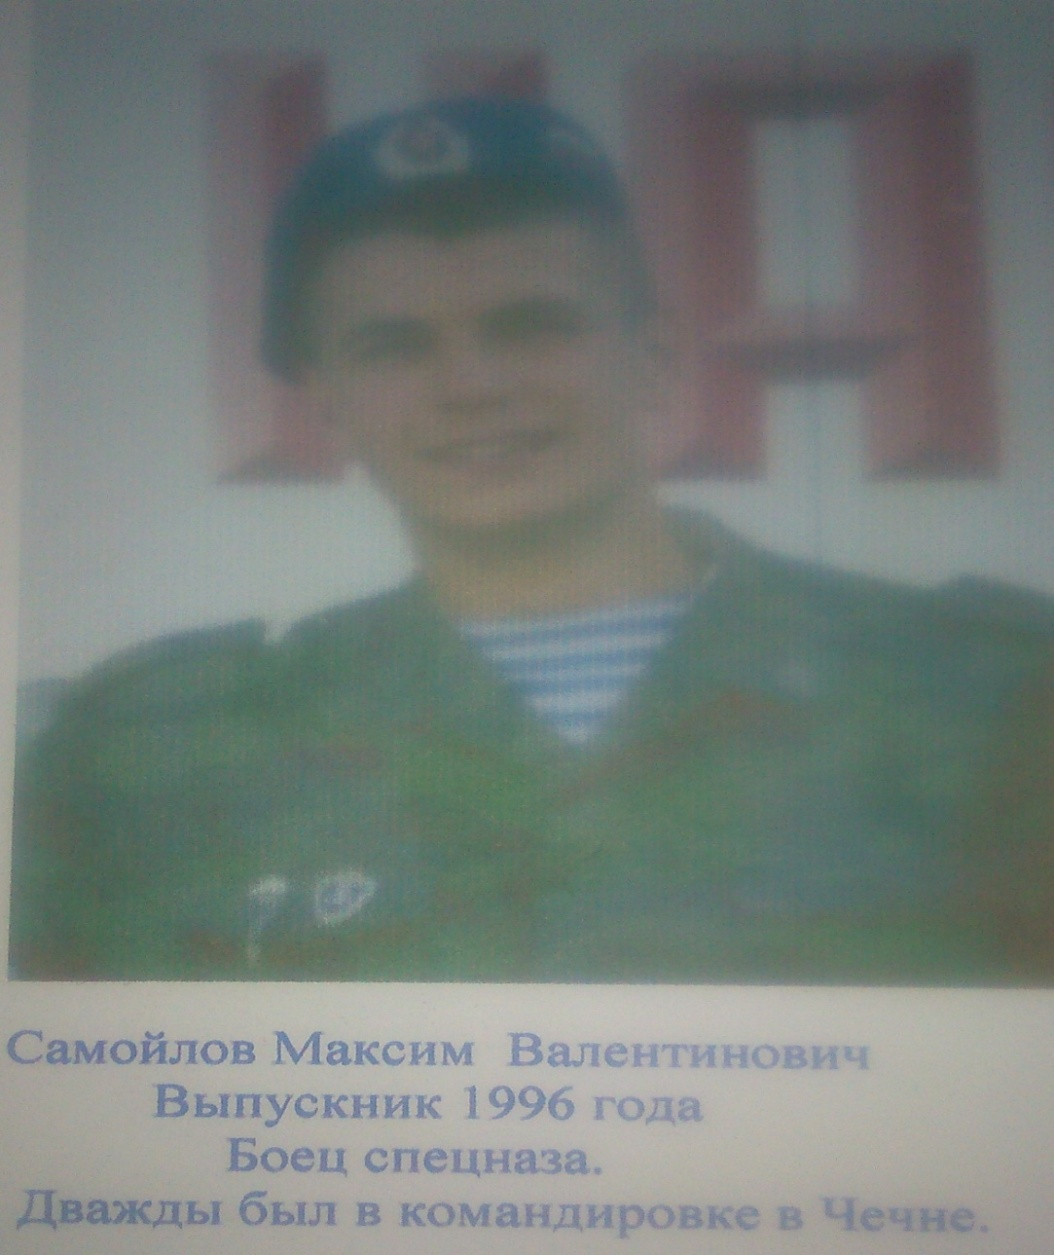 Самойлов Максим Валентинович
Выпускник 1996 года
Боец спецназа.
Дважды был в командировке в Чечне.